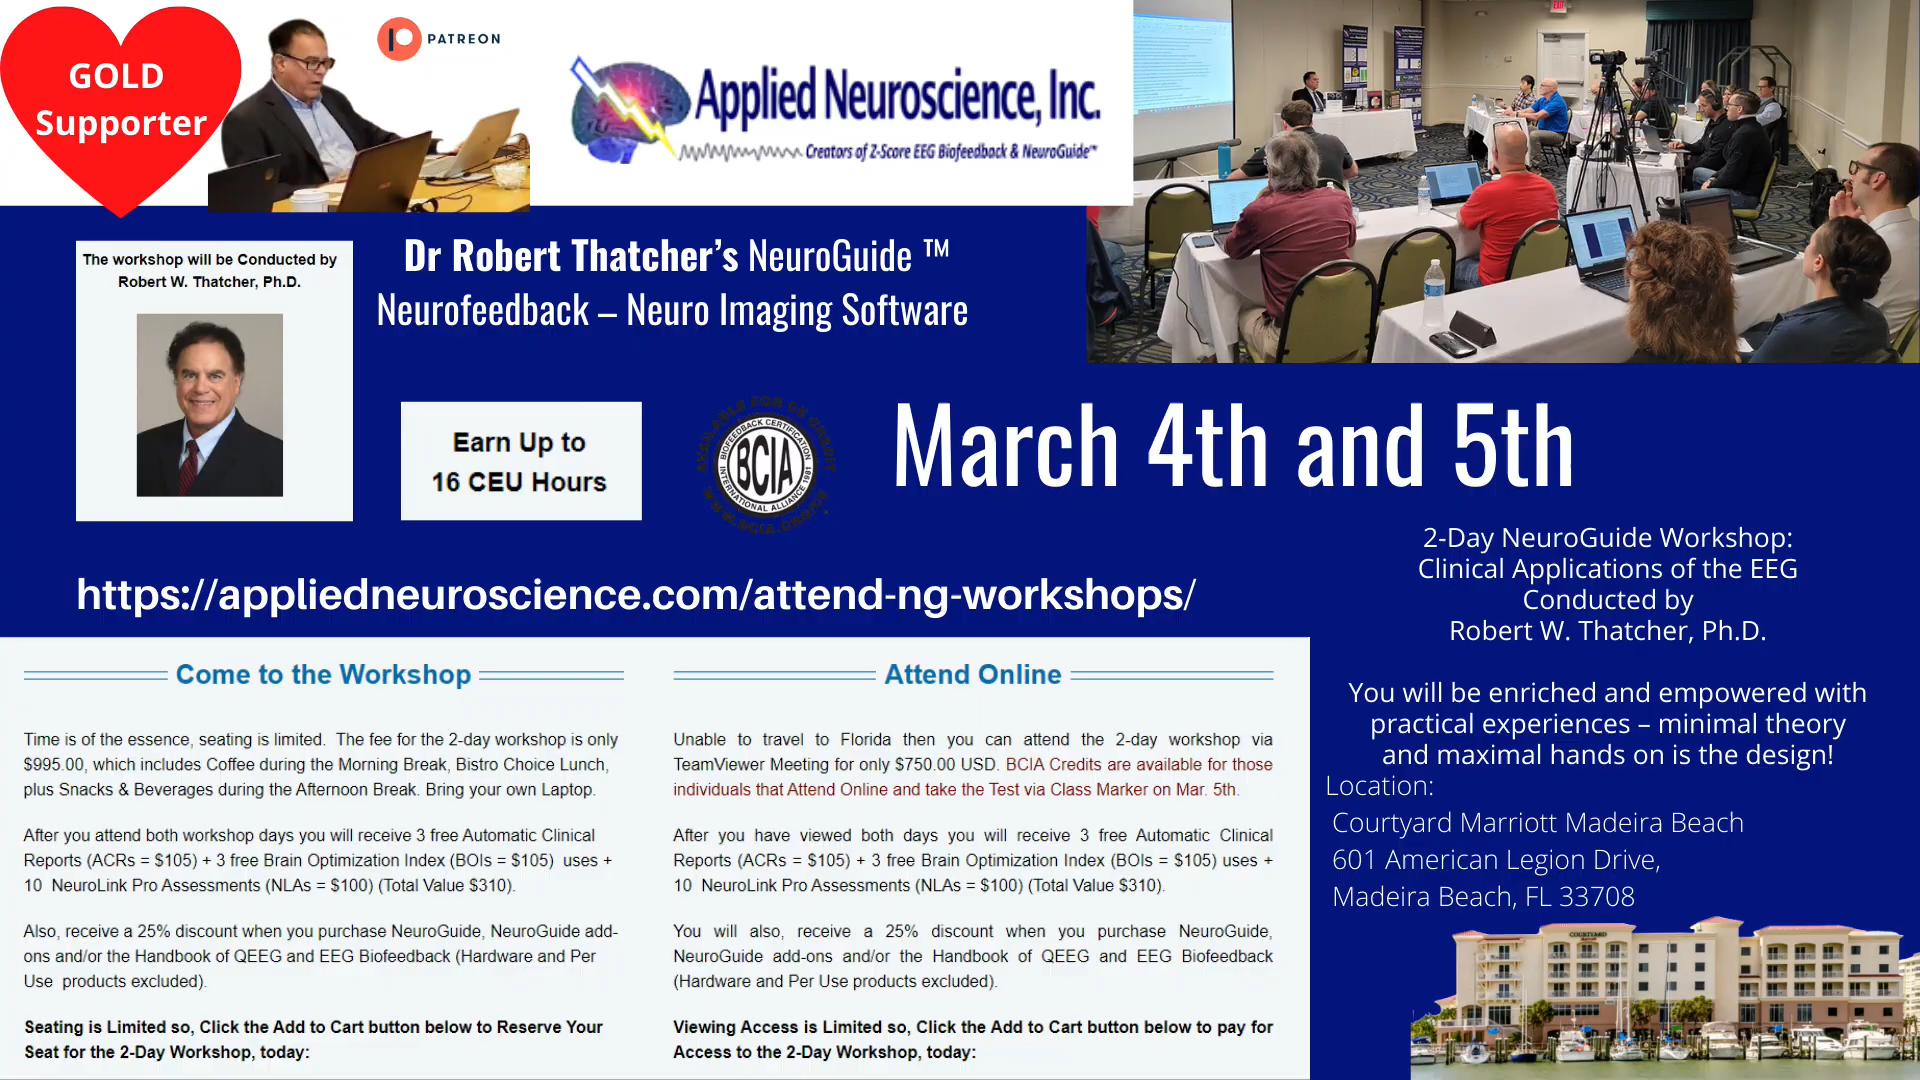 GOLD
Supporter
PATREON
Applied Neuroscience, Inc.
Creators of Z-Score EEG Biofeedback & NeuroGuide™
EXIT
The workshop will be Conducted by
Robert W. Thatcher, Ph.D.
Dr Robert Thatcher’s NeuroGuide ™
Neurofeedback – Neuro Imaging Software
Earn Up to
16 CEU Hours
AVAILABLE FOR CE CREDIT
BIOFEEDBACK CERTIFICATION
BCIA
INTERNATIONAL ALLIANCE 1981
March 4th and 5th
2-Day NeuroGuide Workshop:
Clinical Applications of the EEG
Conducted by
Robert W. Thatcher, Ph.D.
https://appliedneuroscience.com/attend-ng-workshops/
You will be enriched and empowered with
practical experiences – minimal theory
and maximal hands on is the design!
Location:
Courtyard Marriott Madeira Beach
601 American Legion Drive,
Madeira Beach, FL 33708
COURTYARD
Come to the Workshop
Time is of the essence, seating is limited.  The fee for the 2-day workshop is only
$995.00, which includes Coffee during the Morning Break, Bistro Choice Lunch,
plus Snacks & Beverages during the Afternoon Break. Bring your own Laptop.
After you attend both workshop days you will receive 3 free Automatic Clinical
Reports (ACRs = $105) + 3 free Brain Optimization Index (BOIs = $105)  uses +
10  NeuroLink Pro Assessments (NLAs = $100) (Total Value $310).
Also, receive a 25% discount when you purchase NeuroGuide, NeuroGuide add-
ons and/or the Handbook of QEEG and EEG Biofeedback (Hardware and Per
Use  products excluded).
Seating is Limited so, Click the Add to Cart button below to Reserve Your
Seat for the 2-Day Workshop, today:
Attend Online
Unable to travel to Florida then you can attend the 2-day workshop via
TeamViewer Meeting for only $750.00 USD. BCIA Credits are available for those
individuals that Attend Online and take the Test via Class Marker on Mar. 5th.
After you have viewed both days you will receive 3 free Automatic Clinical
Reports (ACRs = $105) + 3 free Brain Optimization Index (BOIs = $105) uses +
10  NeuroLink Pro Assessments (NLAs = $100) (Total Value $310).
You will also, receive a 25% discount when you purchase NeuroGuide,
NeuroGuide add-ons and/or the Handbook of QEEG and EEG Biofeedback
(Hardware and Per Use products excluded).
Viewing Access is Limited so, Click the Add to Cart button below to pay for
Access to the 2-Day Workshop, today: